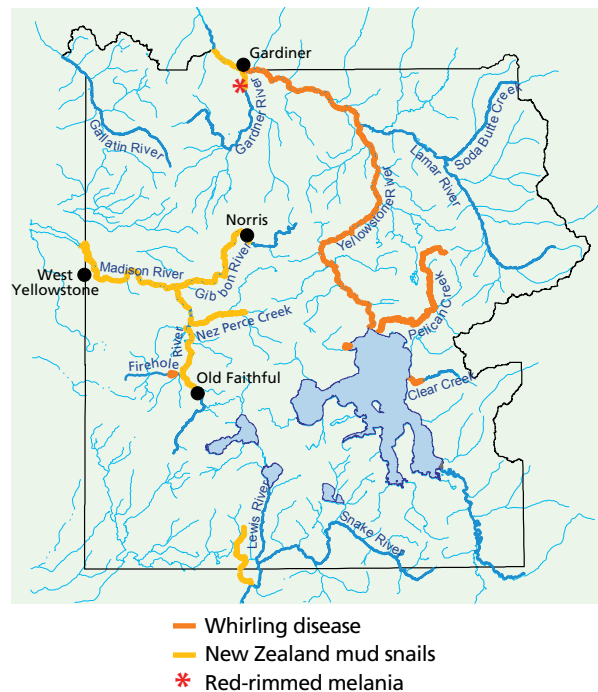 Gardiner
Gallatin River
Gardner River
Soda Butte Creek
Lamar River
Yellowstone River
Norris
Madison River
West
Yellowstone
Gibbon River
Pelican Creek
Nez Perce Creek
Firehole
River
Old Faithful
Clear Creek
Lewis River
Snake River
Whirling disease
New Zealand mud snails
* Red-rimmed melania